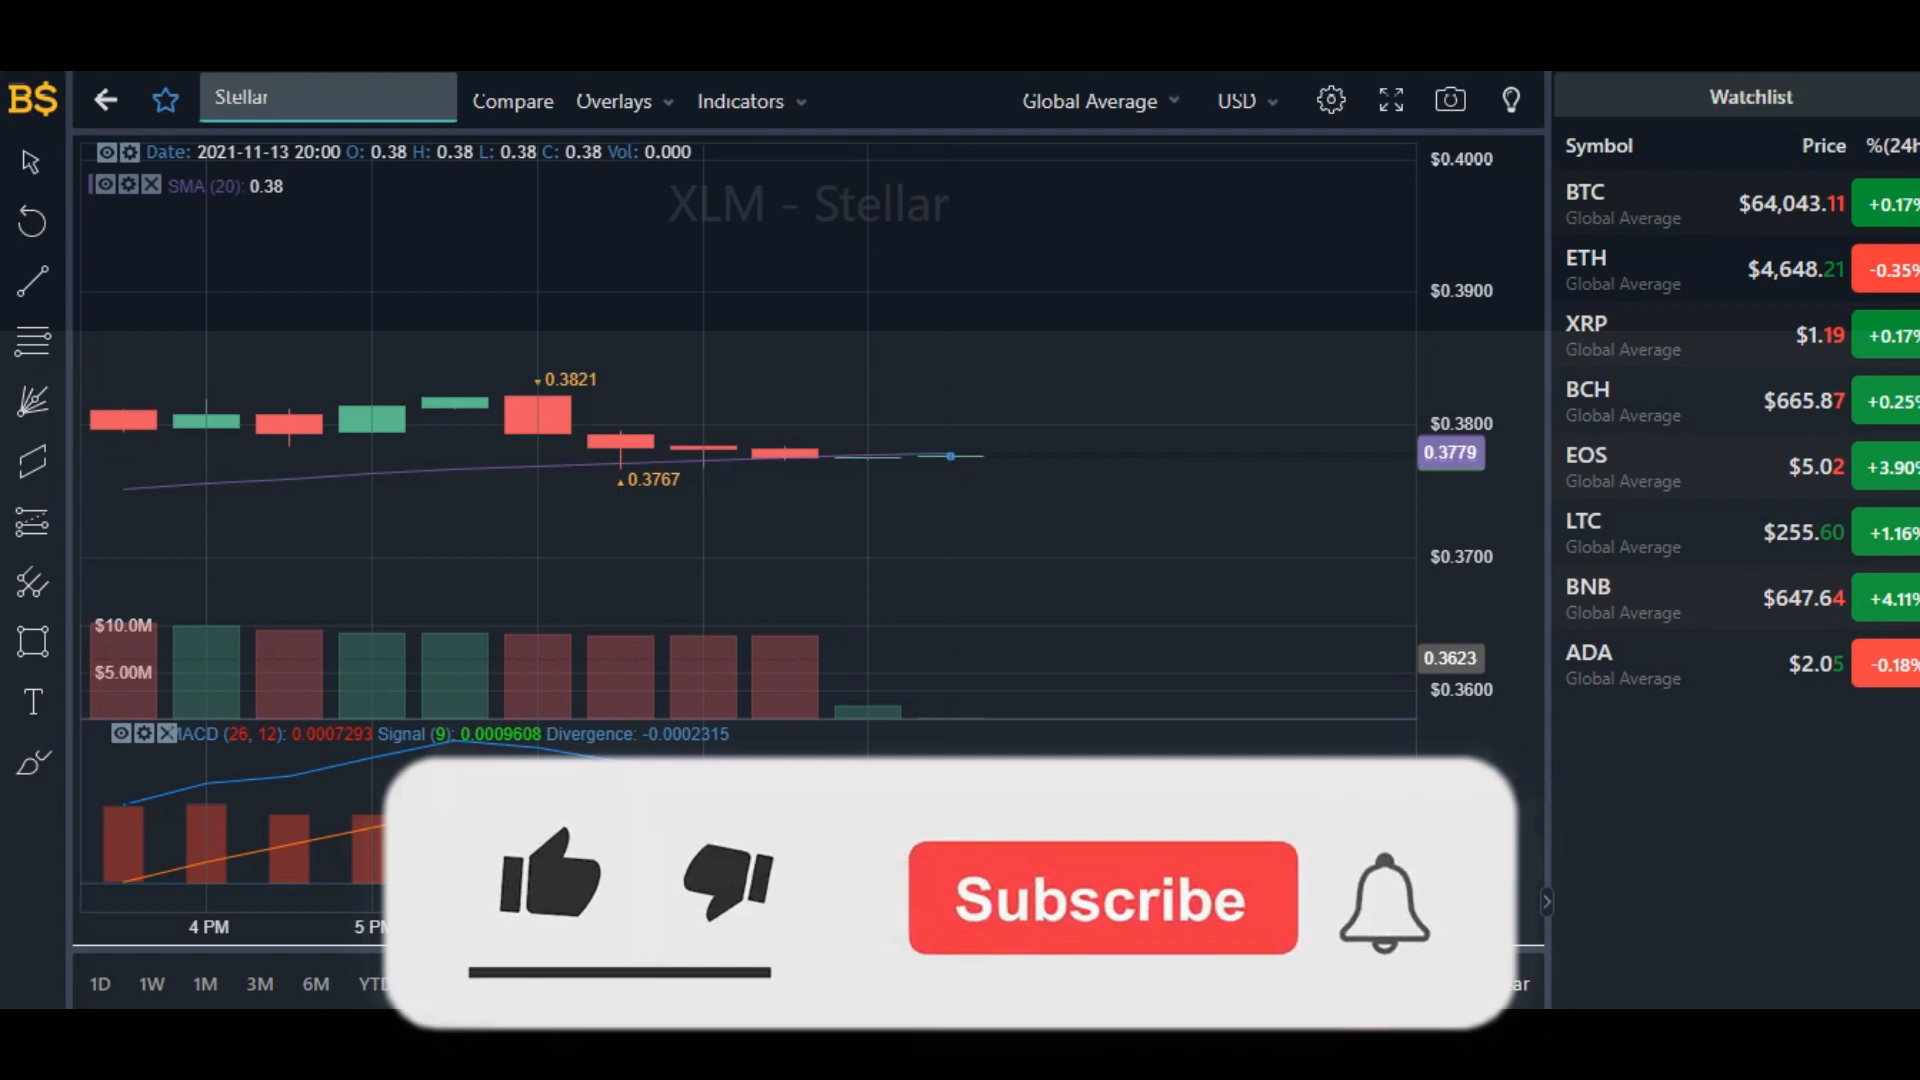 B$
Stellar
Compare Overlays Indicators Global Average USD
Watchlist
Symbol Price %(24h
Date: 2021-11-13 20:00 O: 0.38 H: 0.38 L: 0.38 C: 0.38 Vol: 0.000
SMA (20): 0.38
XLM - Stellar
$0.4000
$0.3900
$0.3800
0.3779
$0.3700
0.3623
$0.3600
0.3821
0.3767
$10.0M
$5.00M
MACD (26, 12): 0.0007293 Signal (9): 0.0009608 Divergence: -0.0002315
4 PM 5 PM
1D 1W 1M 3M 6M YTD
ar
BTC $64,043.11 +0.17%
Global Average
ETH $4,648.21 -0.35%
Global Average
XRP $1.19 +0.17%
Global Average
BCH $665.87 +0.25%
Global Average
EOS $5.02 +3.90%
Global Average
LTC $255.60 +1.16%
Global Average
BNB $647.64 +4.11%
Global Average
ADA $2.05 -0.18%
Global Average
T
Subscribe